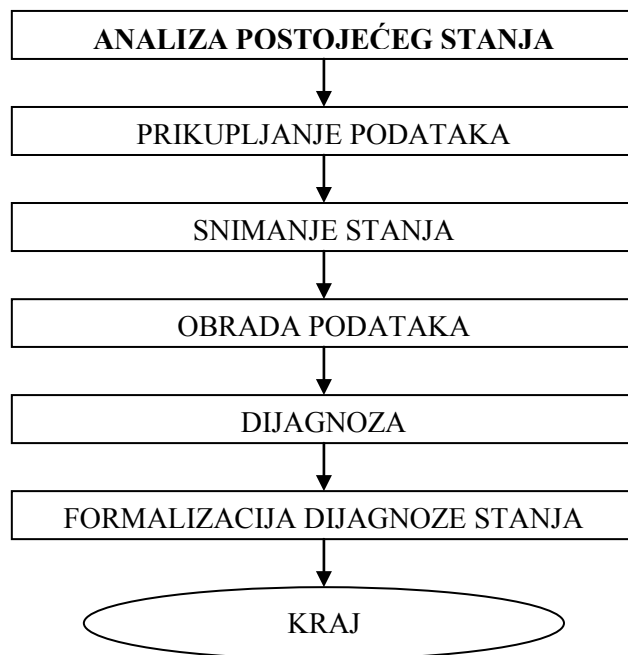 ANALIZA POSTOJEĆEG STANJA
PRIKUPLJANJE PODATAKA
SNIMANJE STANJA
OBRADA PODATAKA
DIJAGNOZA
FORMALIZACIJA DIJAGNOZE STANJA
KRAJ